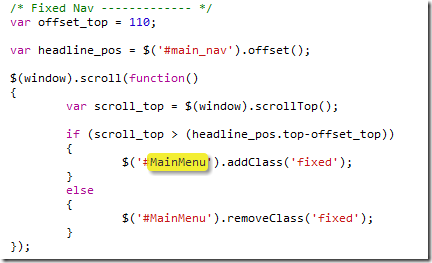 /* Fixed Nav ------------- */
var offset_top = 110;
var headline_pos = $('#main_nav').offset();
$(window).scroll(function()
{
var scroll_top = $(window).scrollTop();
if (scroll_top > (headline_pos.top-offset_top))
{
$('#MainMenu').addClass('fixed');
}
else
{
$('#MainMenu').removeClass('fixed');
}
});